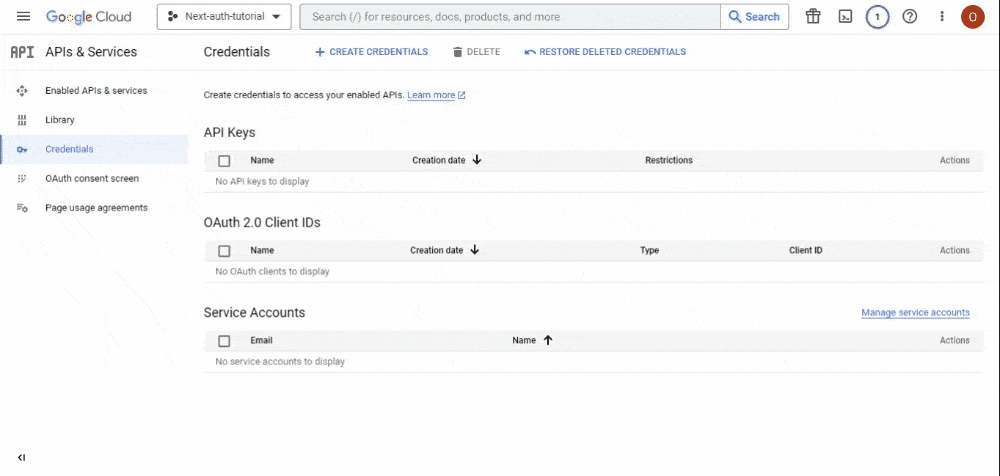 Google Cloud Next-auth-tutorial Search (/) for resources, docs, products, and more Search 1 O
API APIs & Services Credentials CREATE CREDENTIALS DELETE RESTORE DELETED CREDENTIALS
Enabled APIs & services
Library
Credentials
OAuth consent screen
Page usage agreements
Create credentials to access your enabled APIs. Learn more
API Keys
Name Creation date Restrictions Actions
No API keys to display
OAuth 2.0 Client IDs
Name Creation date Type Client ID Actions
No OAuth clients to display
Service Accounts Manage service accounts
Email Name Actions
No service accounts to display